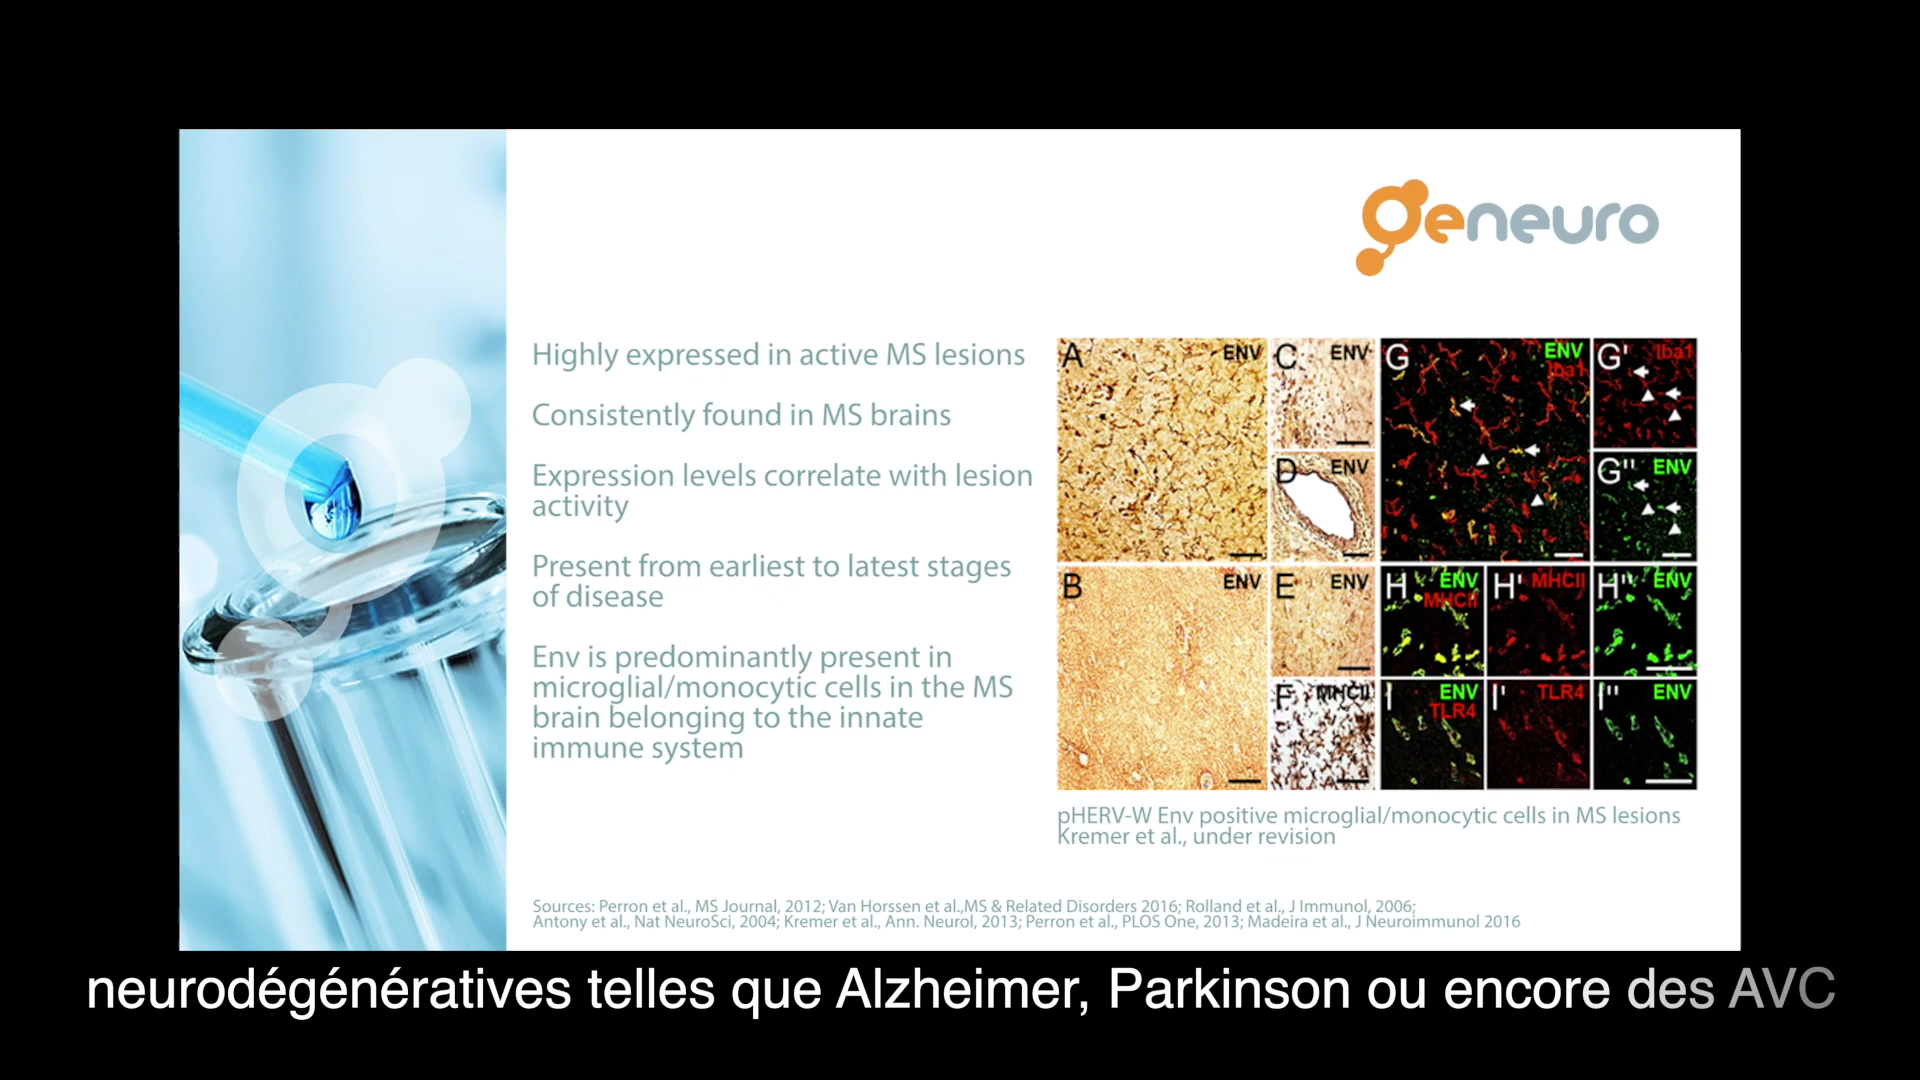 geneuro
Highly expressed in active MS lesions
Consistently found in MS brains
Expression levels correlate with lesion
activity
Present from earliest to latest stages
of disease
Env is predominantly present in
microglial/monocytic cells in the MS
brain belonging to the innate
immune system
A ENV
C ENV
G ENV
Iba1
G' Iba1
D ENV
G'' ENV
B ENV
E ENV
H ENV
MHCII
H' MHCII
H'' ENV
F MHCII
I ENV
TLR4
I' TLR4
I'' ENV
pHERV-W Env positive microglial/monocytic cells in MS lesions
Kremer et al., under revision
Sources: Perron et al., MS Journal, 2012; Van Horssen et al.,MS & Related Disorders 2016; Rolland et al., J Immunol, 2006;
Antony et al., Nat NeuroSci, 2004; Kremer et al., Ann. Neurol, 2013; Perron et al., PLOS One, 2013; Madeira et al., J Neuroimmunol 2016
neurodégénératives telles que Alzheimer, Parkinson ou encore des AVC